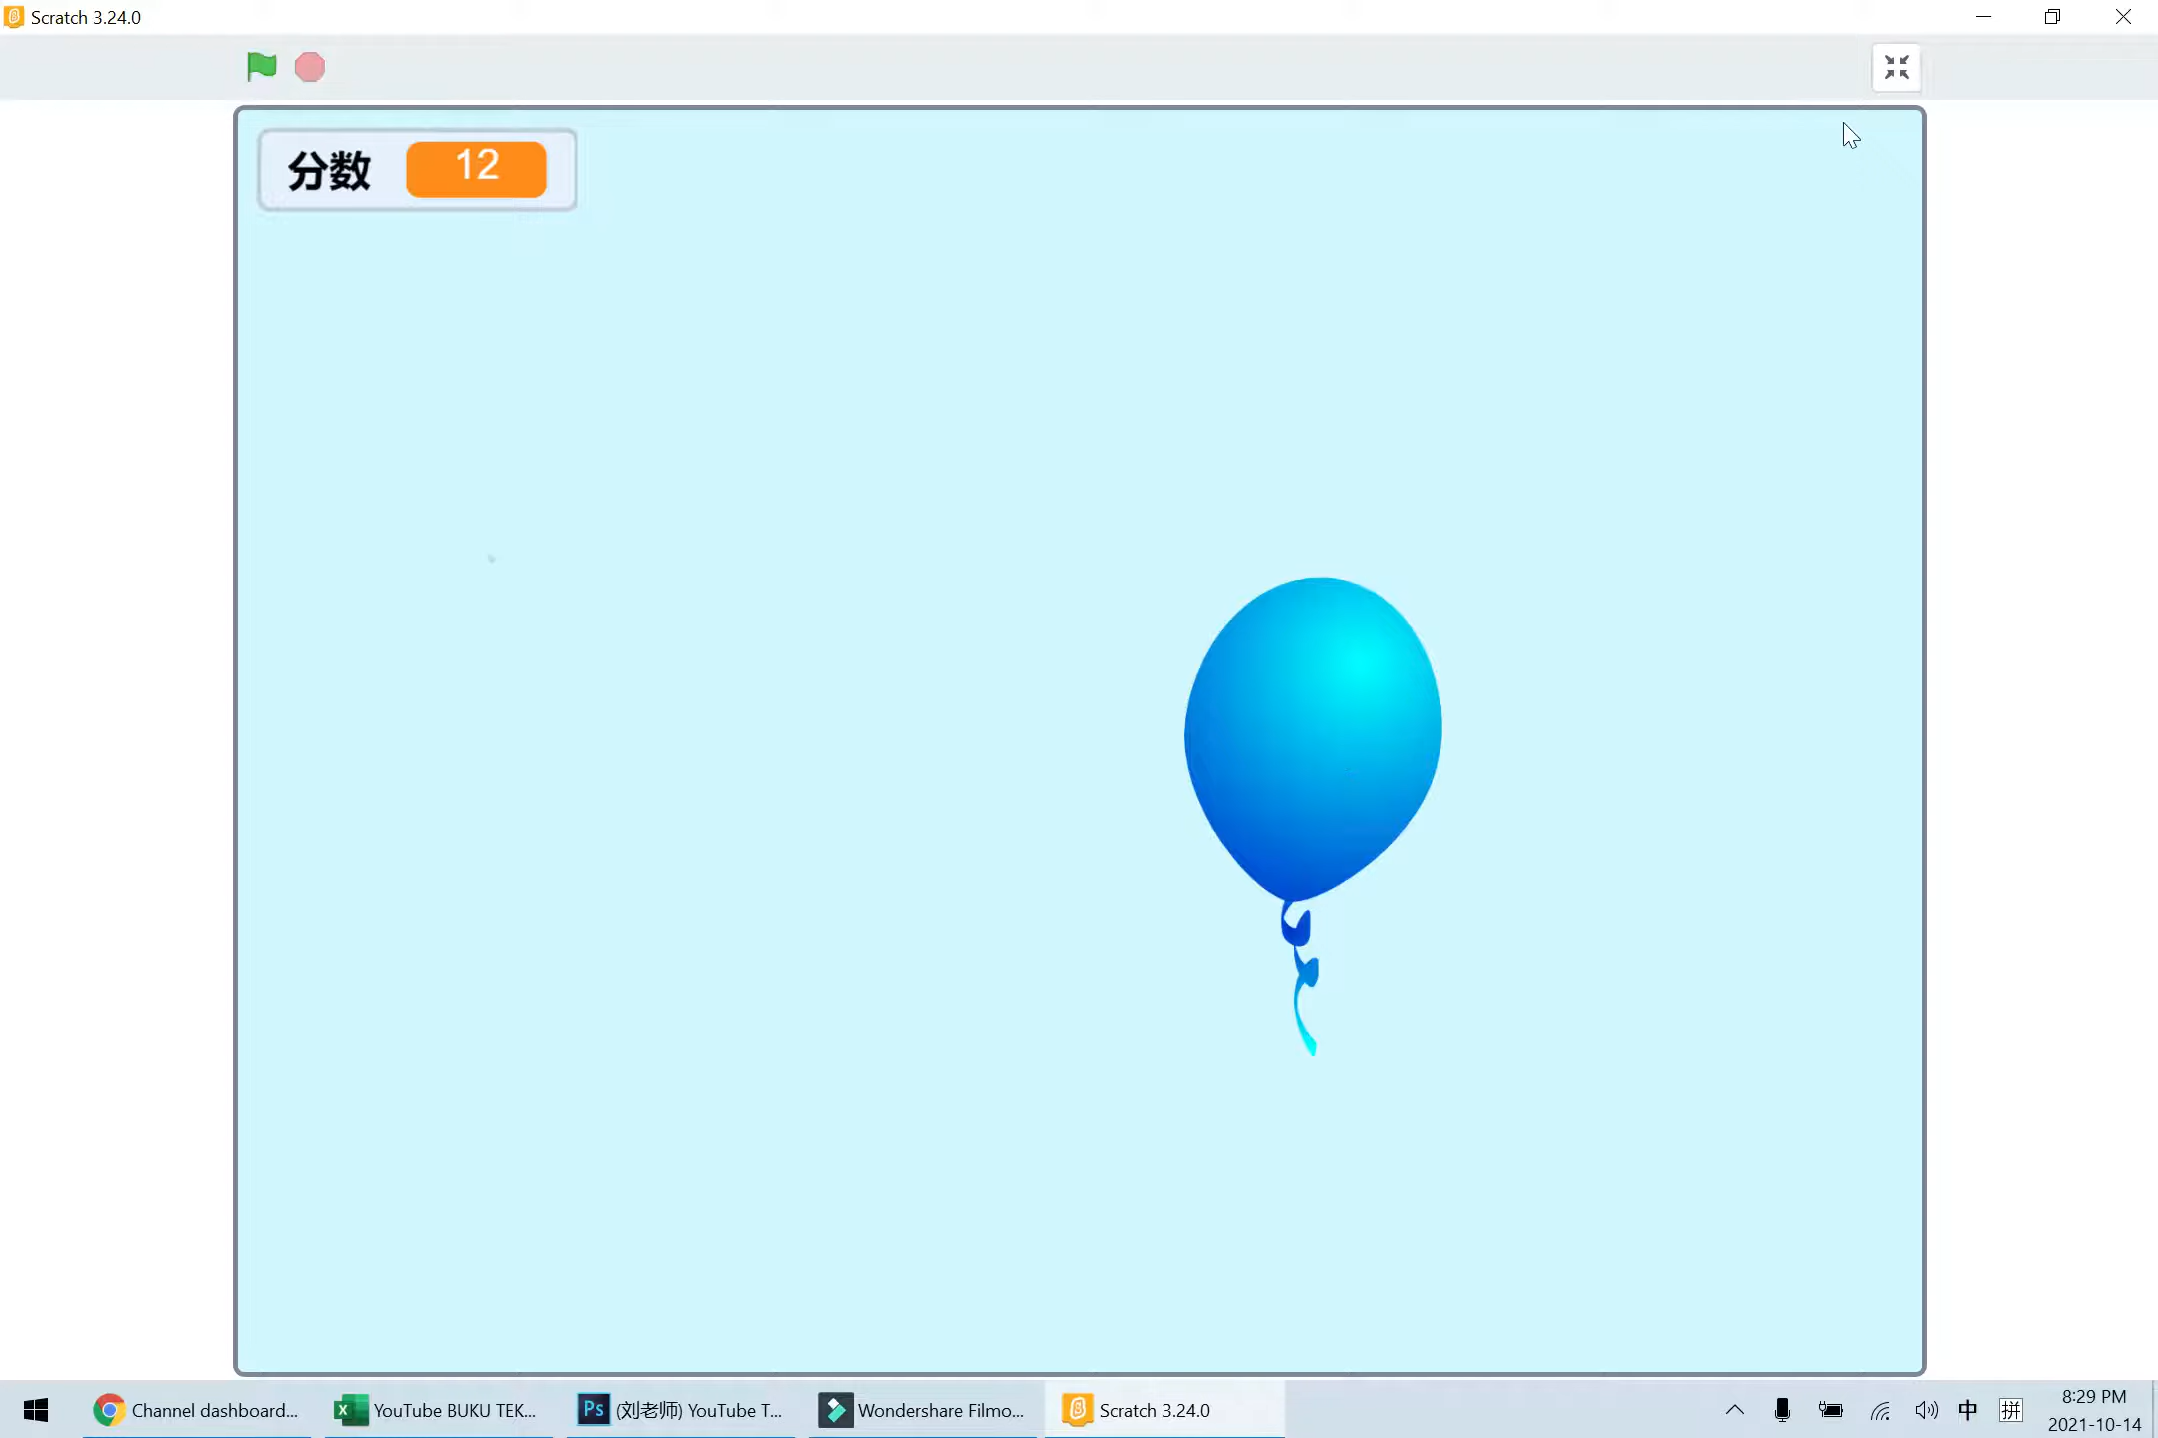 Scratch 3.24.0
分数 12
Channel dashboard...
YouTube BUKU TEK...
Ps (刘老师) YouTube T...
Wondershare Filmo...
Scratch 3.24.0
中 拼
8:29 PM
2021-10-14